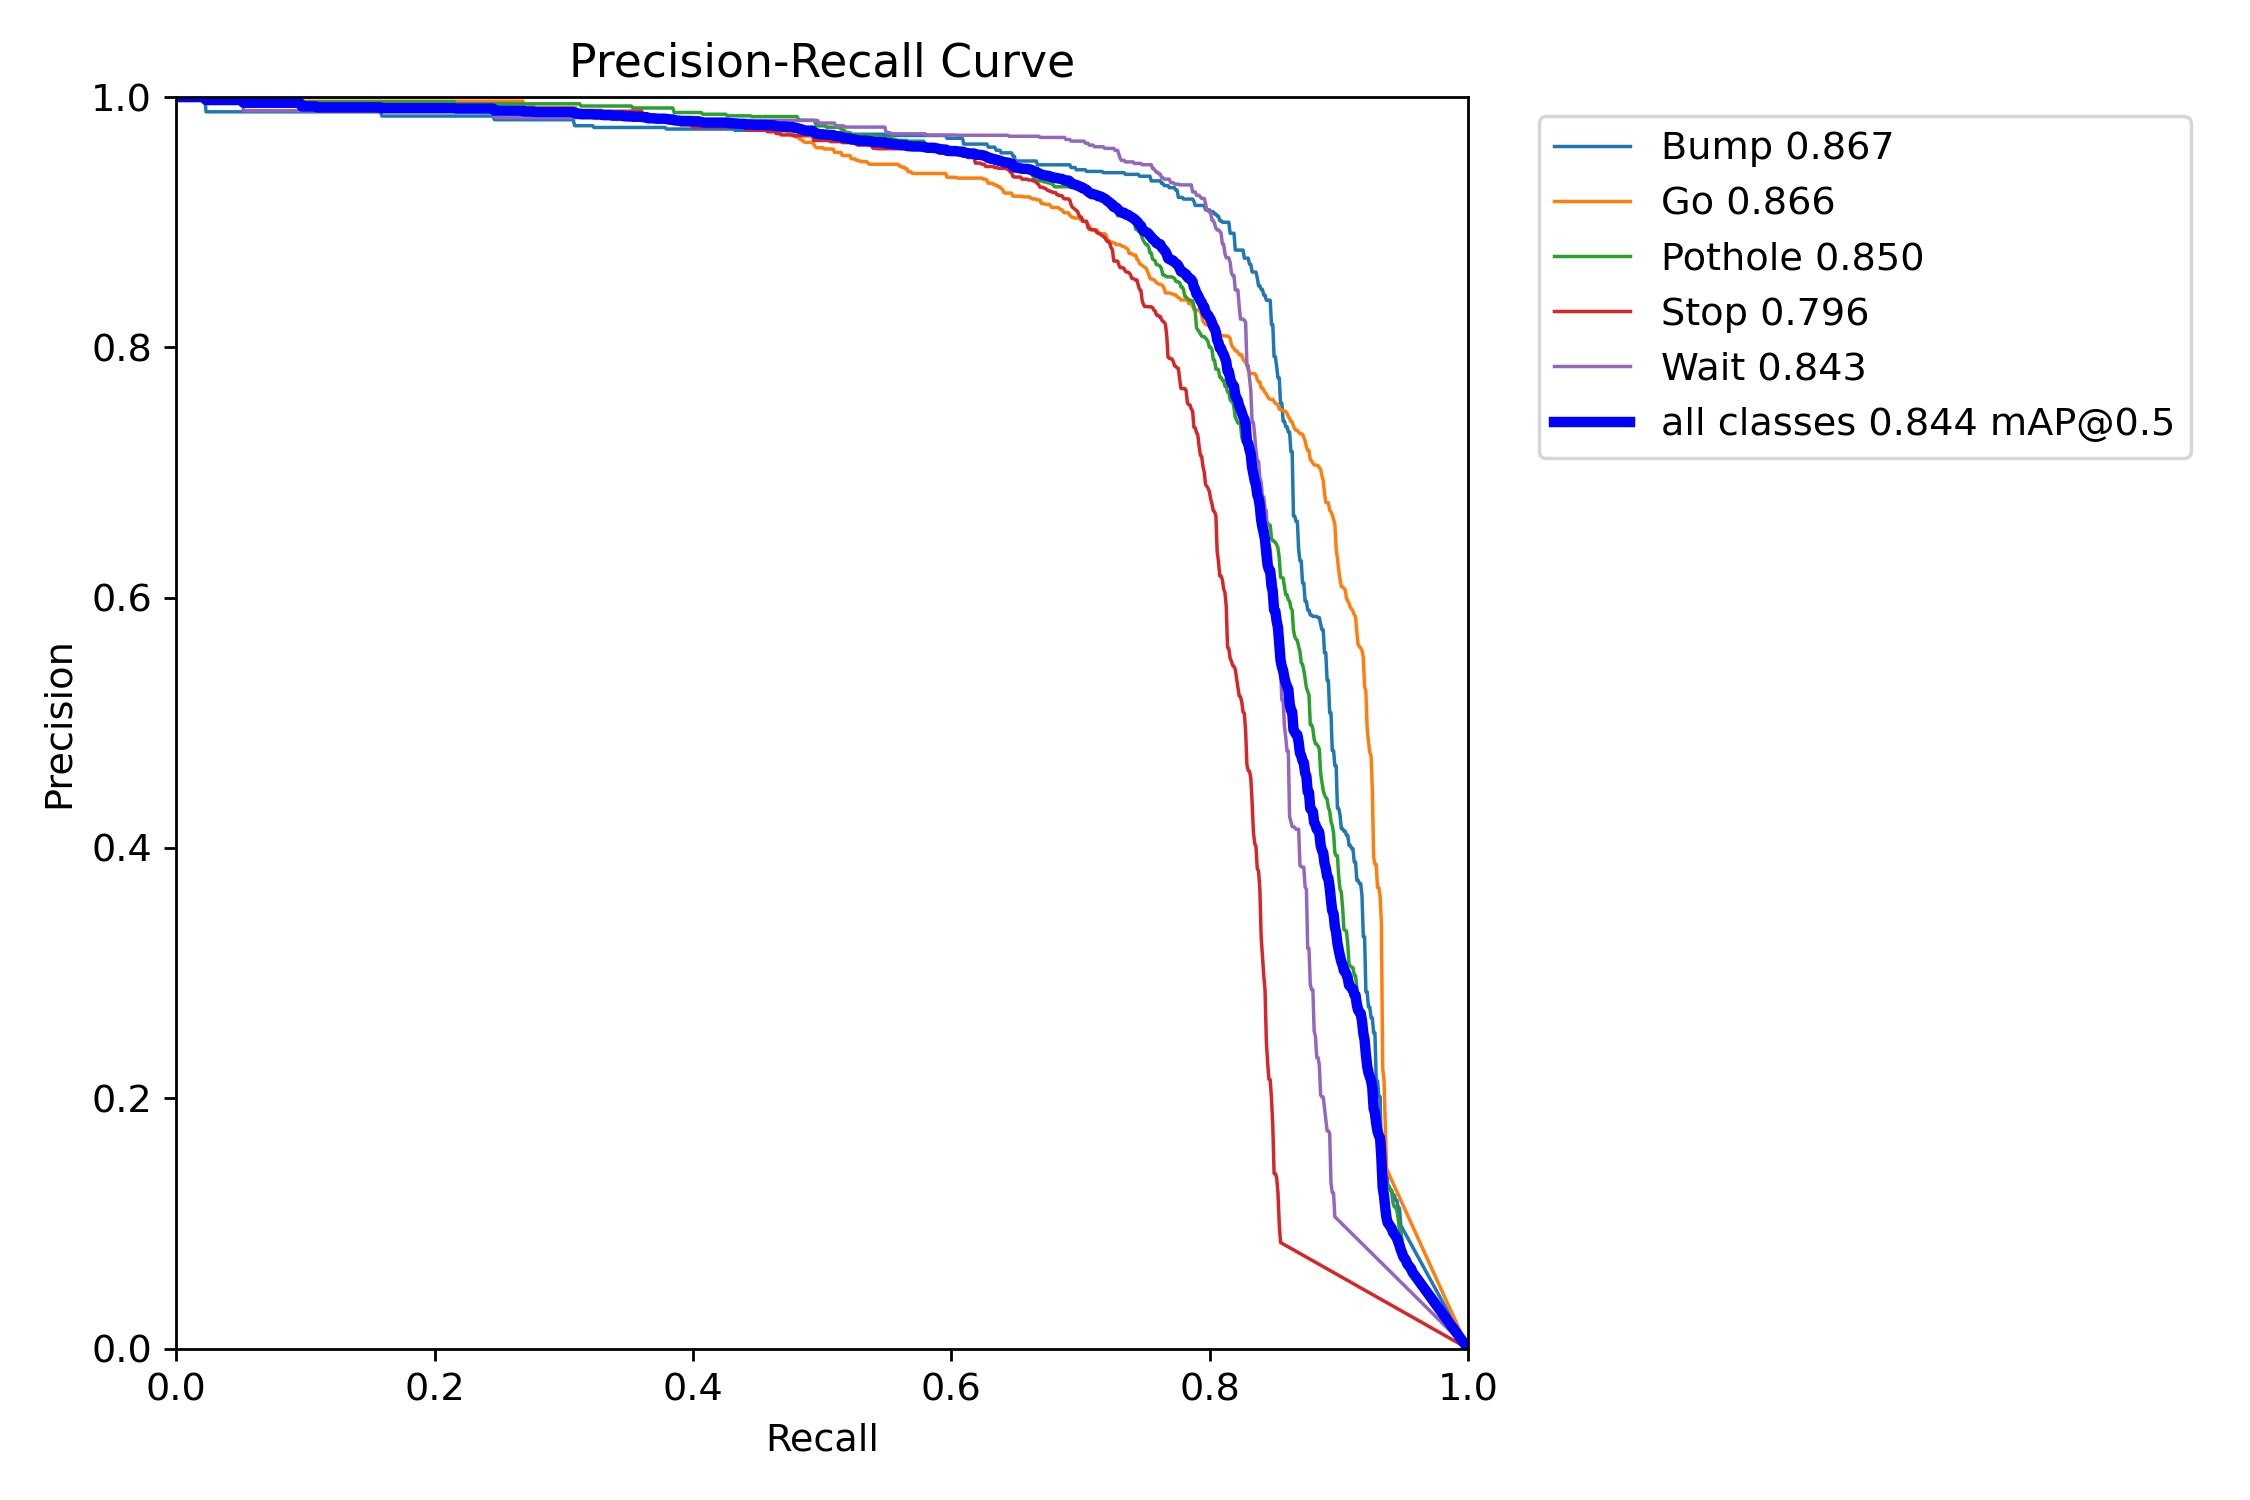 Precision-Recall Curve
1.0
0.8
0.6
0.4
0.2
0.0
Precision
0.0 0.2 0.4 0.6 0.8 1.0
Recall
Bump 0.867
Go 0.866
Pothole 0.850
Stop 0.796
Wait 0.843
all classes 0.844 mAP@0.5